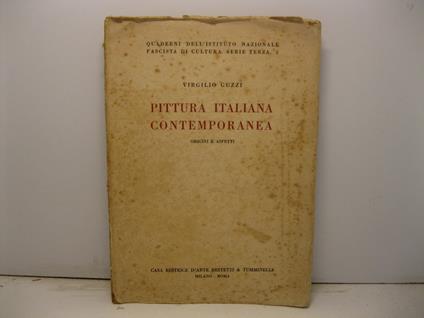 QUADERNI DELL'ISTITUTO NAZIONALE
FASCISTA DI CULTURA. SERIE TERZA.
VIRGILIO GUZZI
PITTURA ITALIANA
CONTEMPORANEA
ORIGINI E ASPETTI
CASA EDITRICE D'ARTE BESTETTI & TUMMINELLI
MILANO - ROMA